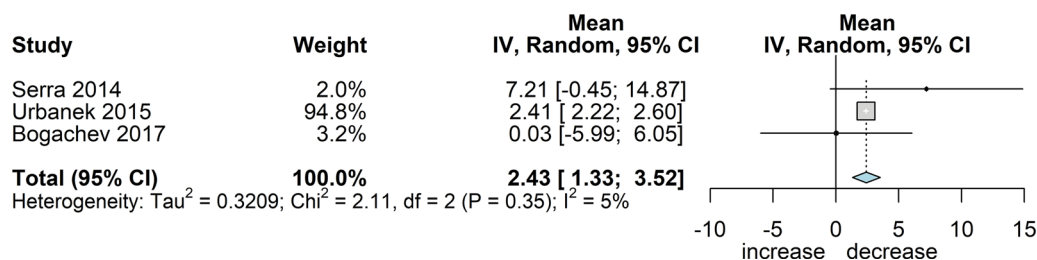 Mean Mean
Study Weight IV, Random, 95% CI IV, Random, 95% CI
Serra 2014 2.0% 7.21 [-0.45; 14.87]
Urbanek 2015 94.8% 2.41 [ 2.22; 2.60]
Bogachev 2017 3.2% 0.03 [-5.99; 6.05]
Total (95% CI) 100.0% 2.43 [ 1.33; 3.52]
Heterogeneity: Tau² = 0.3209; Chi² = 2.11, df = 2 (P = 0.35); I² = 5%
-10 -5 0 5 10 15
increase decrease